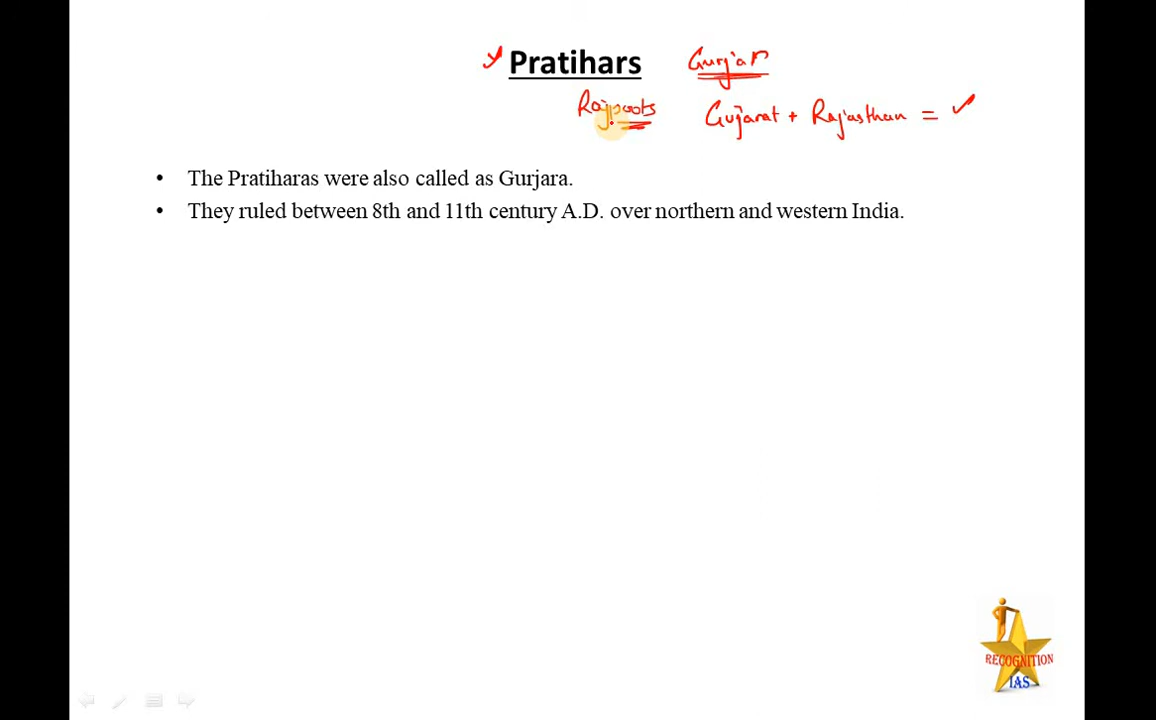 Pratihars Gurjar
Rajpoots Gujarat + Rajasthan =
• The Pratiharas were also called as Gurjara.
• They ruled between 8th and 11th century A.D. over northern and western India.
RECOGNITION
IAS